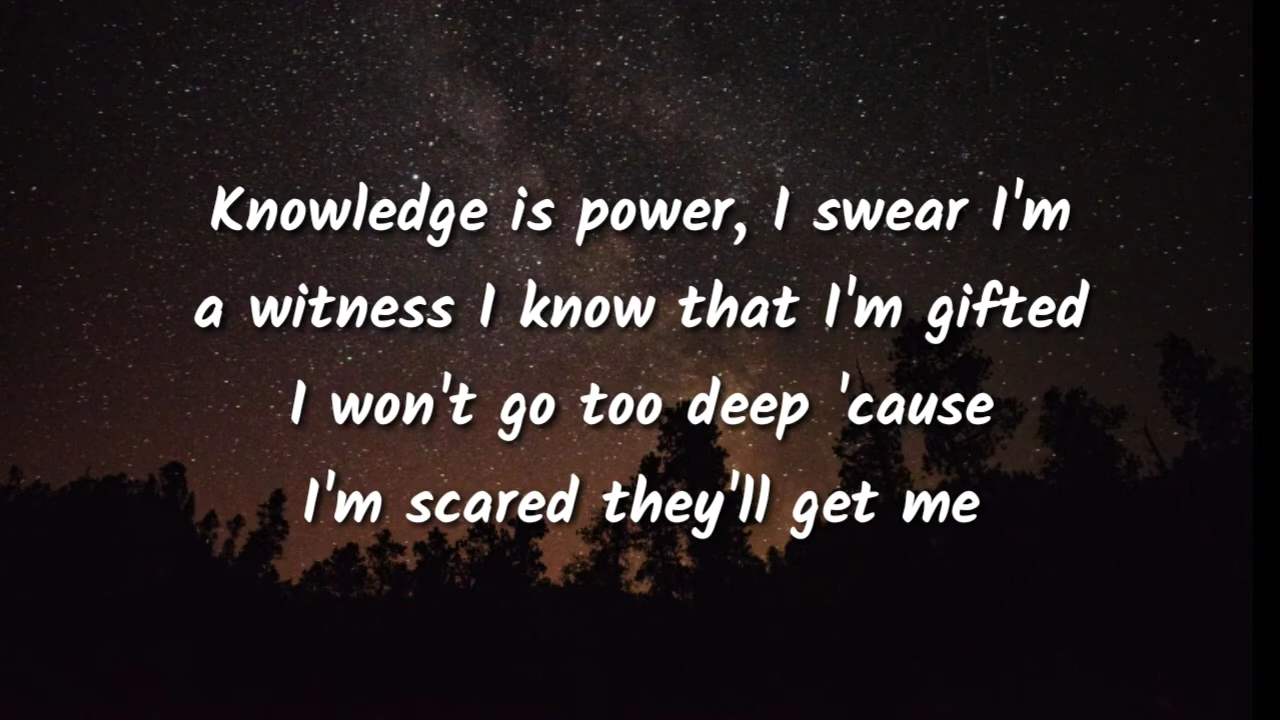 Knowledge is power, I swear I'm
a witness I know that I'm gifted
I won't go too deep 'cause
I'm scared they'll get me